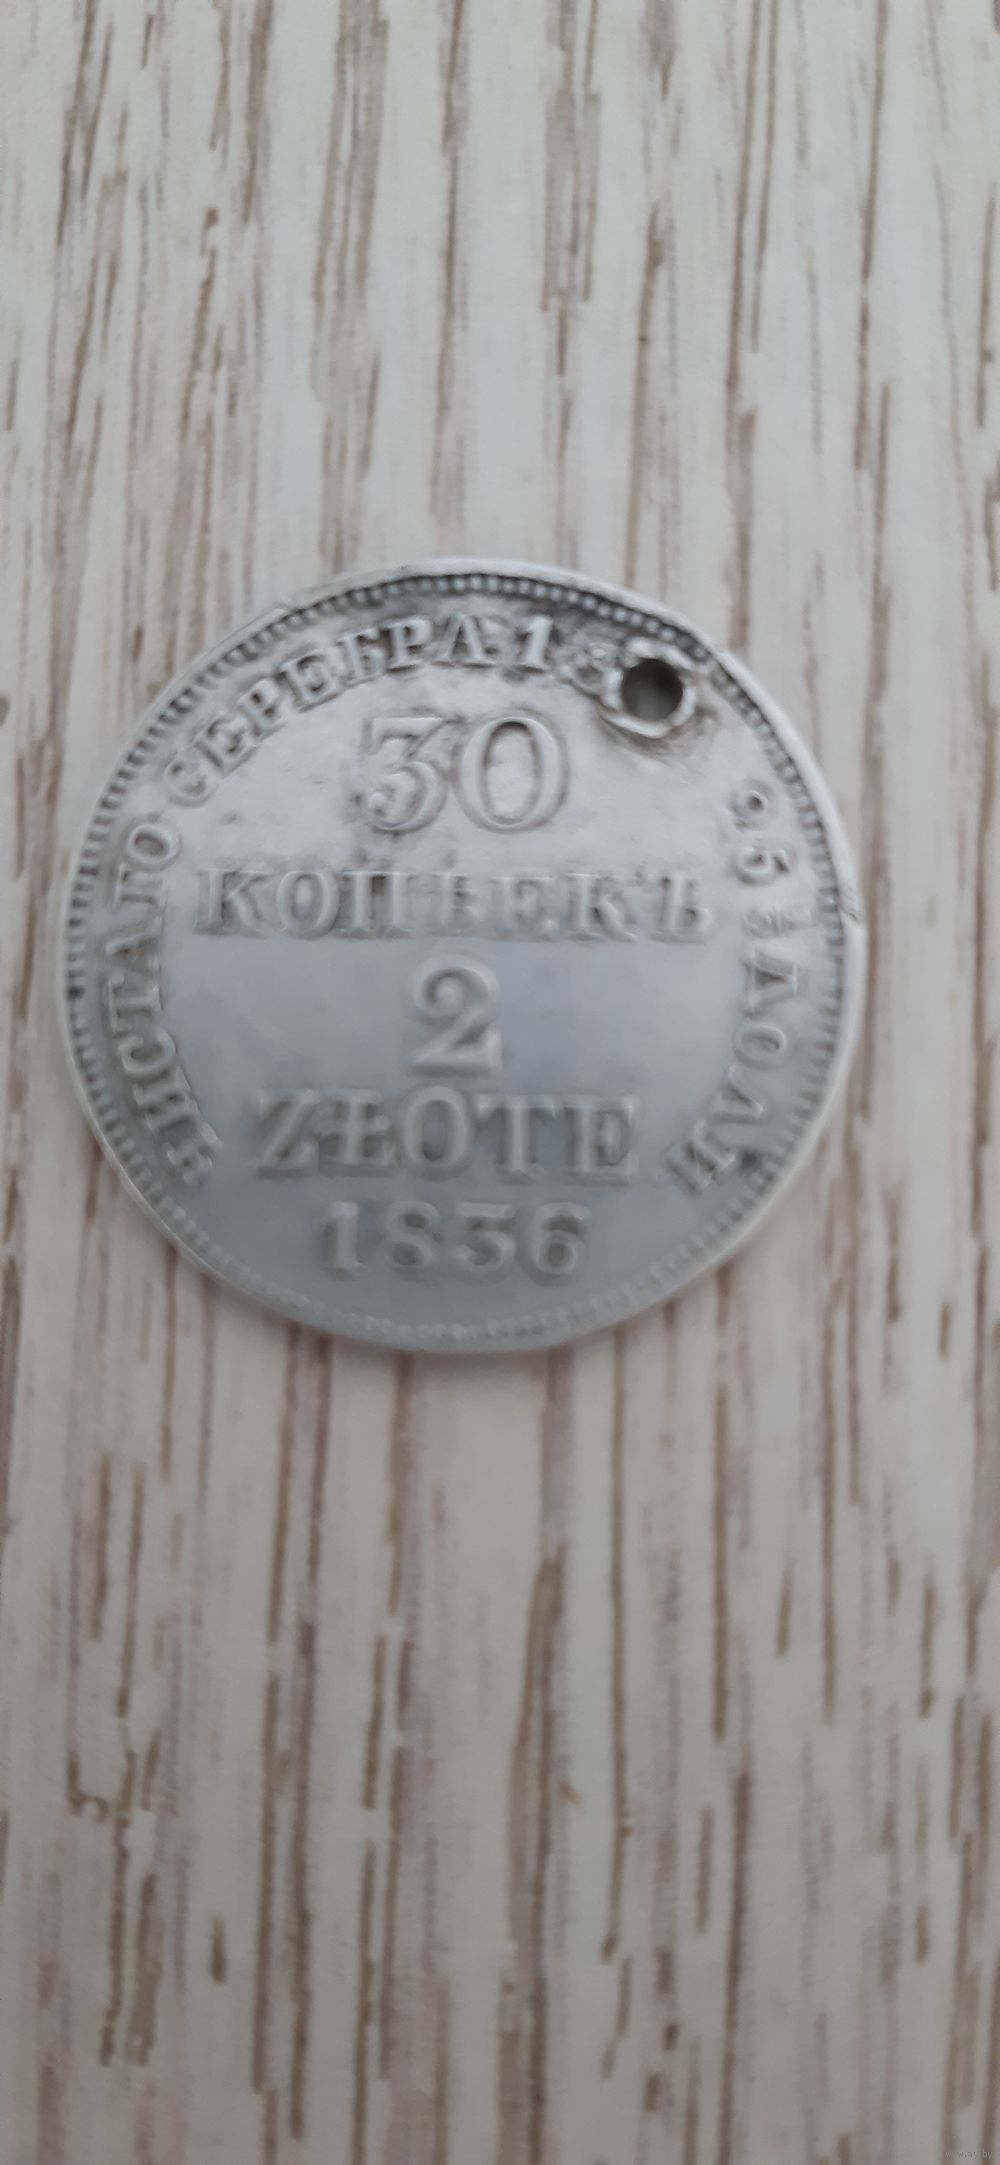 ЧИСТАГО СЕРЕБРА 1 25 ДОЛИ
30
КОПѢЕКЪ
2
ZŁOTE
1836